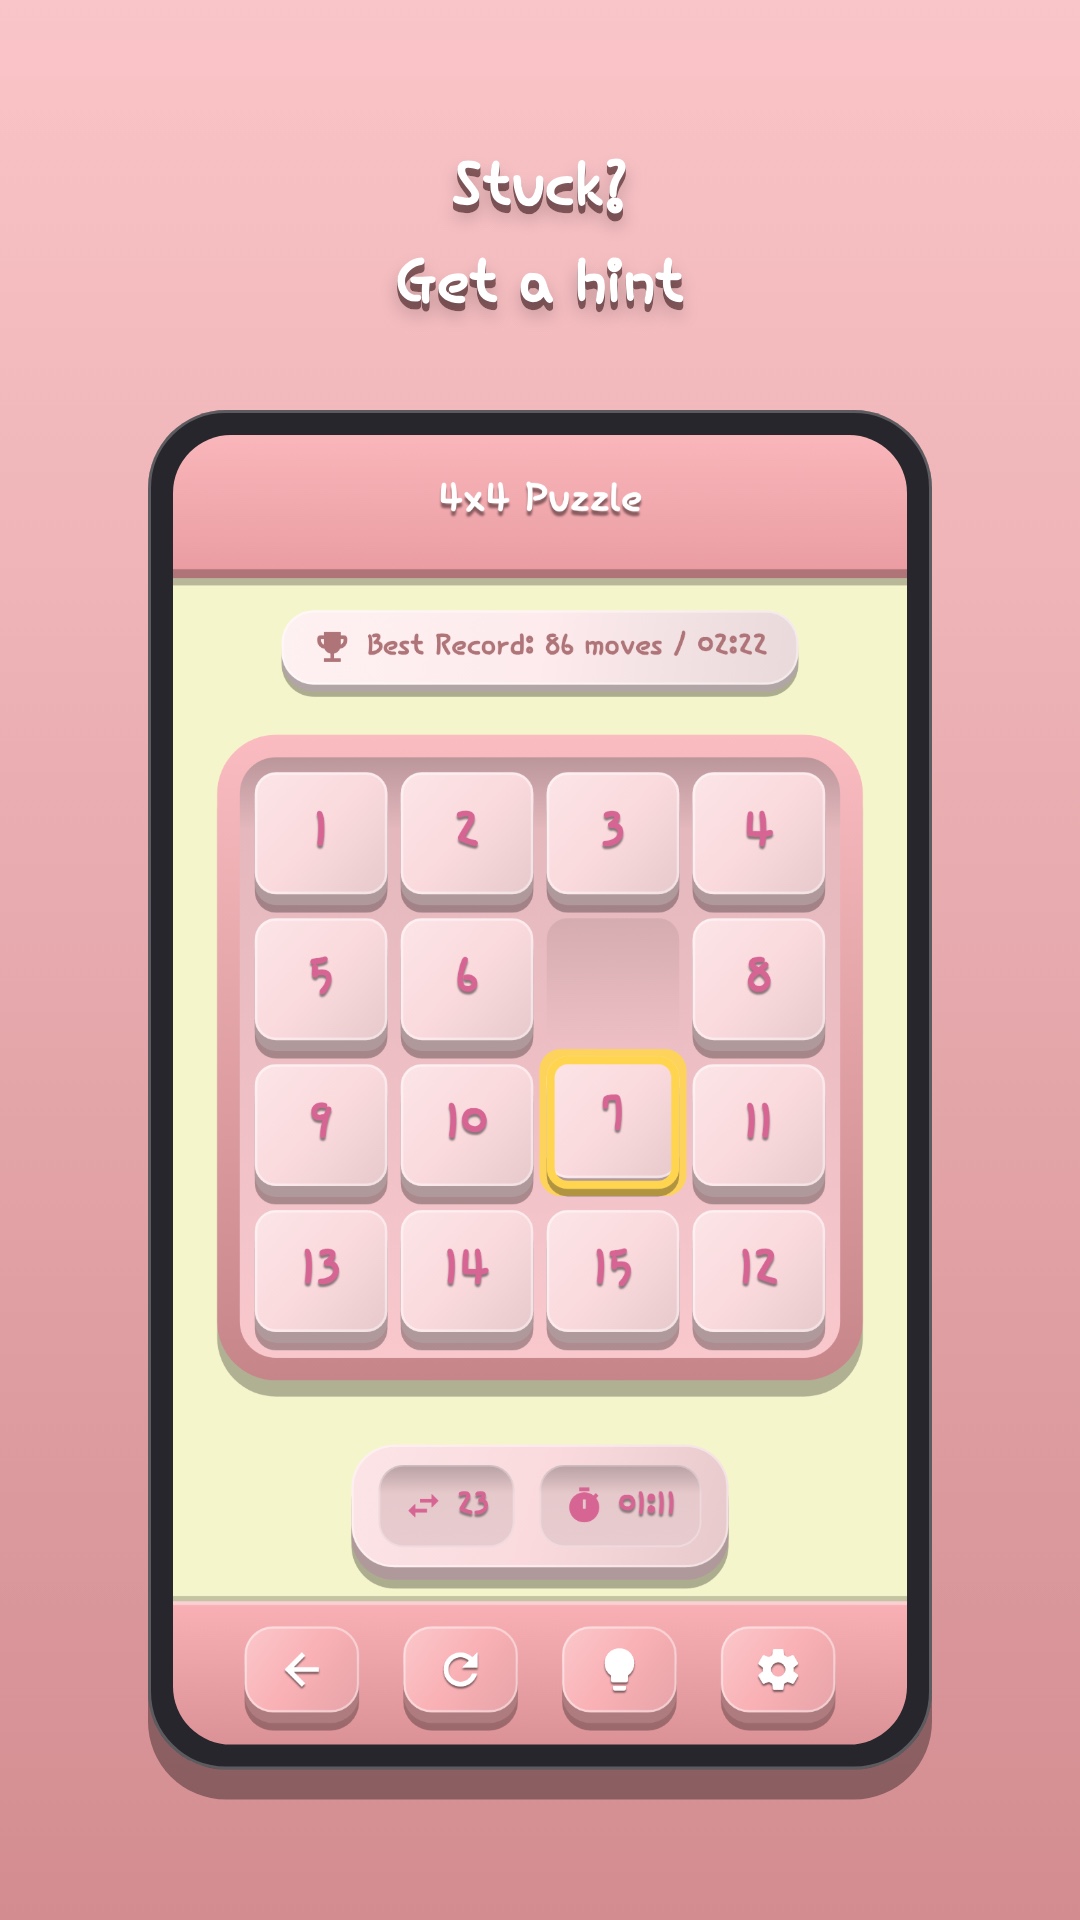 Stuck?
Get a hint
4x4 Puzzle
Best Record: 86 moves / 02:22
1 2 3 4
5 6 8
9 10 7 11
13 14 15 12
23 01:11